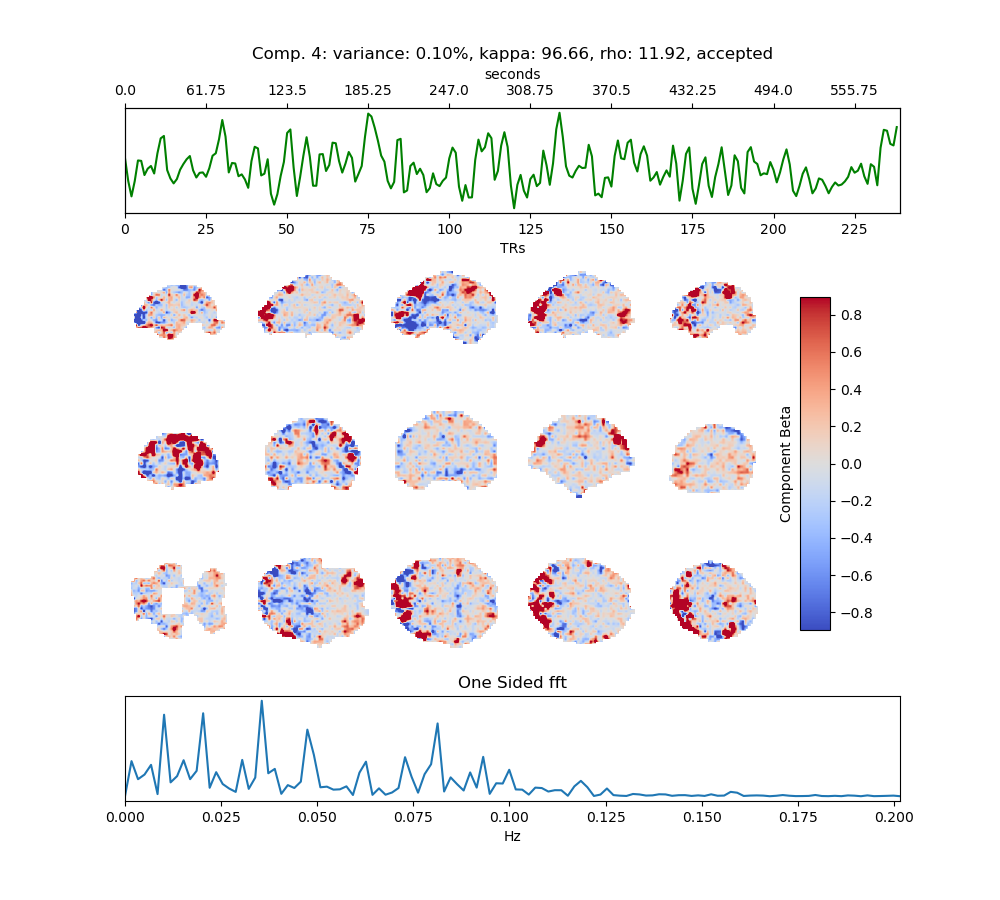 Comp. 4: variance: 0.10%, kappa: 96.66, rho: 11.92, accepted
seconds
0.0 61.75 123.5 185.25 247.0 308.75 370.5 432.25 494.0 555.75
0 25 50 75 100 125 150 175 200 225
TRs
0.8
0.6
0.4
0.2
0.0
−0.2
−0.4
−0.6
−0.8
Component Beta
One Sided fft
0.000 0.025 0.050 0.075 0.100 0.125 0.150 0.175 0.200
Hz